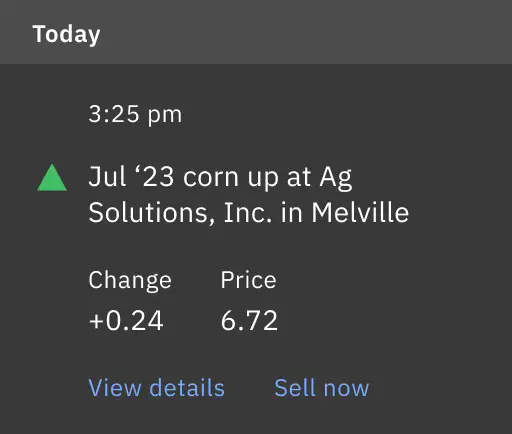 Today
3:25 pm
Jul ‘23 corn up at Ag
Solutions, Inc. in Melville
Change Price
+0.24 6.72
View details Sell now